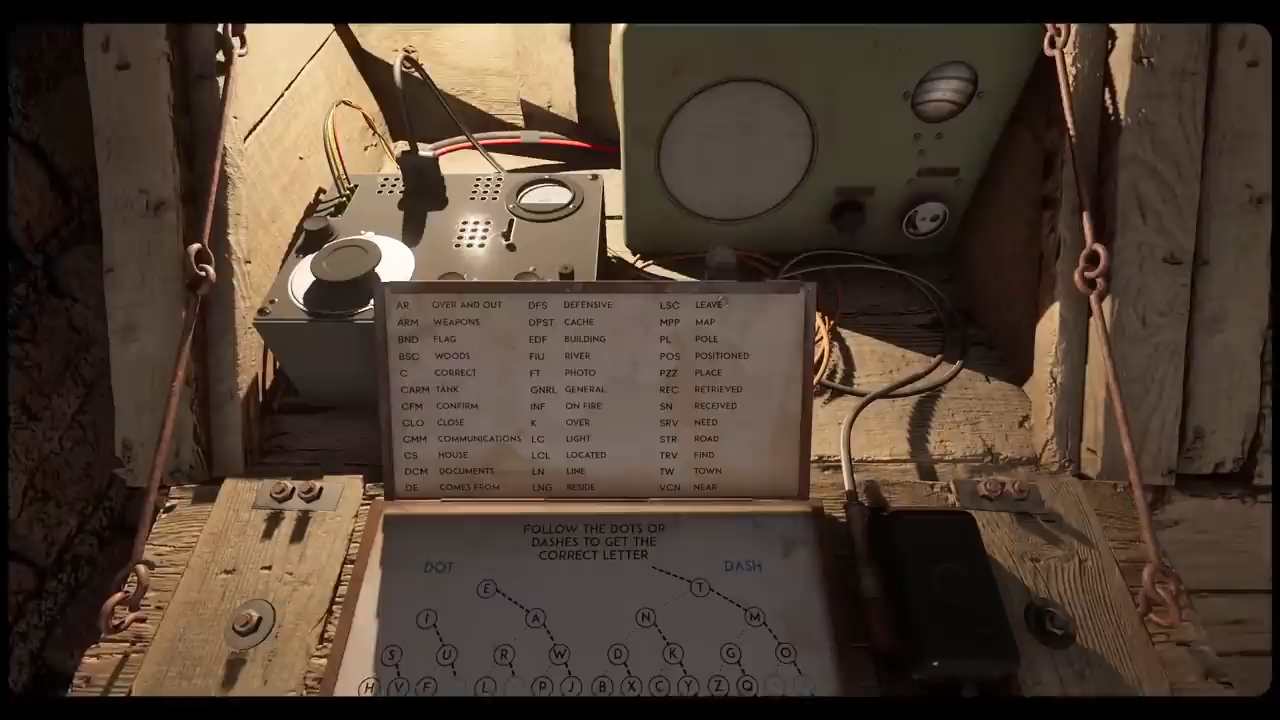 AR OVER AND OUT DFS DEFENSIVE LSC LEAVE
ARM WEAPONS DPST CACHE MPP MAP
BND FLAG EDF BUILDING PL POLE
BSC WOODS FIU RIVER POS POSITIONED
C CORRECT FT PHOTO PZZ PLACE
CARM TANK GNRL GENERAL REC RETRIEVED
CFM CONFIRM INF ON FIRE SN RECEIVED
CLO CLOSE K OVER SRV NEED
CMM COMMUNICATIONS LC LIGHT STR ROAD
CS HOUSE LCL LOCATED TRV FIND
DCM DOCUMENTS LN LINE TW TOWN
DE COMES FROM LNG BESIDE VCN NEAR
FOLLOW THE DOTS OR
DASHES TO GET THE
CORRECT LETTER
DOT DASH
E T
I A N M
S U R W D K G O
H V F L P J B X C Y Z Q